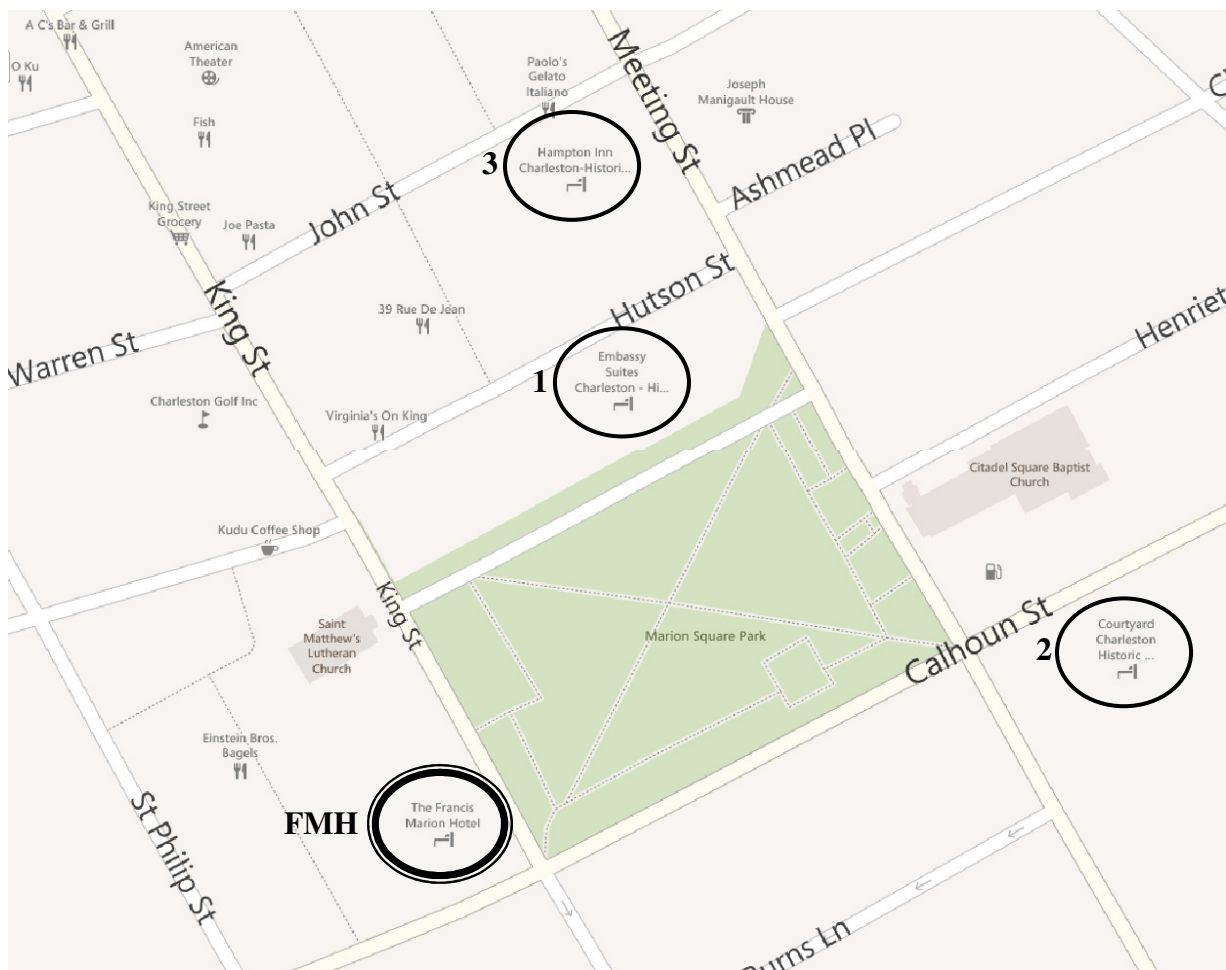 A C's Bar & Grill
O Ku
American
Theater
Fish
Paolo's
Gelato
Italiano
Meeting St
Joseph
Manigault House
3
Hampton Inn
Charleston-Histori...
Ashmead Pl
John St
King Street
Grocery
Joe Pasta
King St
Hutson St
39 Rue De Jean
Warren St
1
Embassy
Suites
Charleston - Hi...
Henriet
Charleston Golf Inc
Virginia's On King
Citadel Square Baptist
Church
Kudu Coffee Shop
King St
Saint
Matthew's
Lutheran
Church
Marion Square Park
Calhoun St
2
Courtyard
Charleston
Historic ...
Einstein Bros.
Bagels
St Philip St
FMH
The Francis
Marion Hotel
Burns Ln